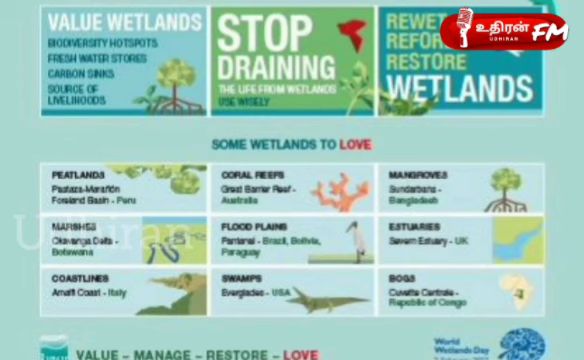 VALUE WETLANDS
BIODIVERSITY HOTSPOTS
FRESH WATER STORES
CARBON SINKS
SOURCE OF
LIVELIHOODS
STOP
DRAINING
THE LIFE FROM WETLANDS
USE WISELY
REWET
REFOR
RESTORE
WETLANDS
உதிரன்
UDHIRAN
FM
SOME WETLANDS TO LOVE
PEATLANDS
Pastaza-Marañón
Foreland Basin - Peru
CORAL REEFS
Great Barrier Reef -
Australia
MANGROVES
Sundarbans -
Bangladesh
MARSHES
Okavanga Delta -
Botswana
FLOOD PLAINS
Pantanal - Brazil, Bolivia,
Paraguay
ESTUARIES
Severn Estuary - UK
COASTLINES
Amalfi Coast - Italy
SWAMPS
Everglades - USA
BOGS
Cuvette Centrale -
Republic of Congo
VALUE – MANAGE – RESTORE – LOVE
World
Wetlands Day